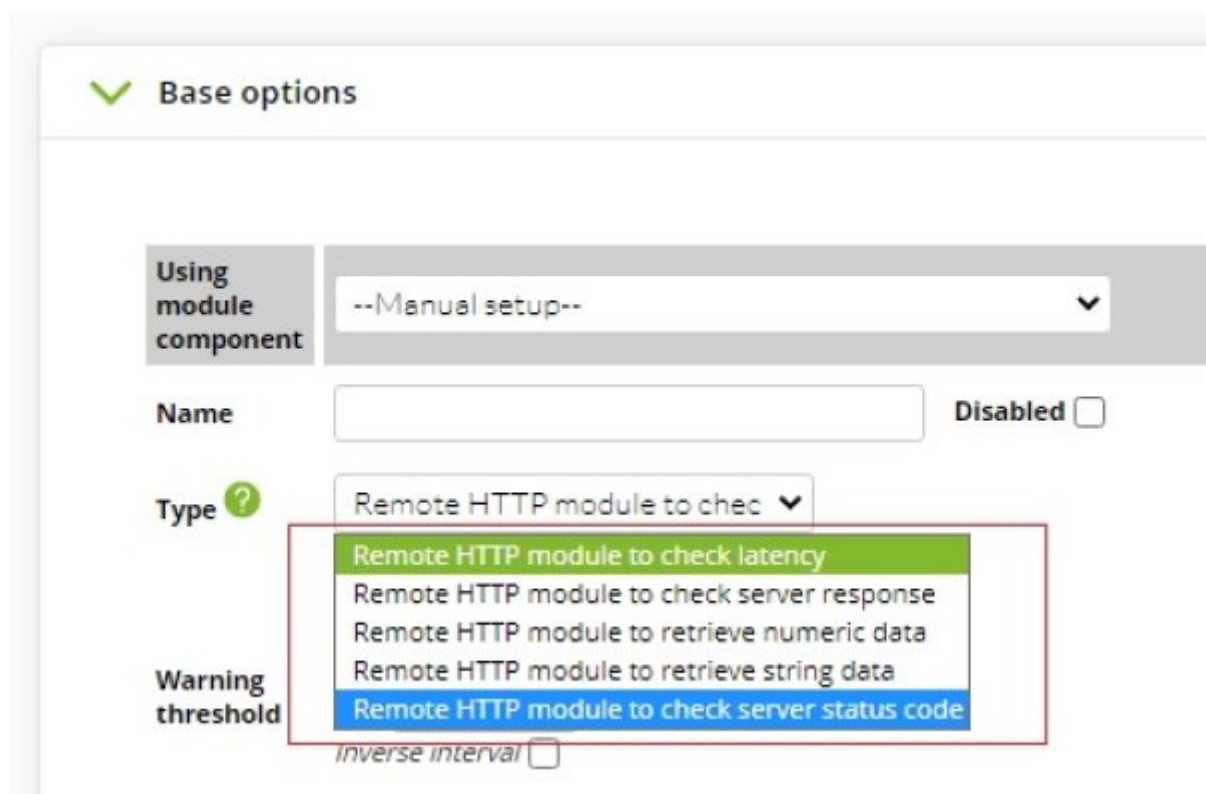 Base options
Using
module
component
--Manual setup--
Name
Disabled
Type ?
Remote HTTP module to chec
Remote HTTP module to check latency
Remote HTTP module to check server response
Remote HTTP module to retrieve numeric data
Remote HTTP module to retrieve string data
Warning
threshold
Remote HTTP module to check server status code
Inverse interval